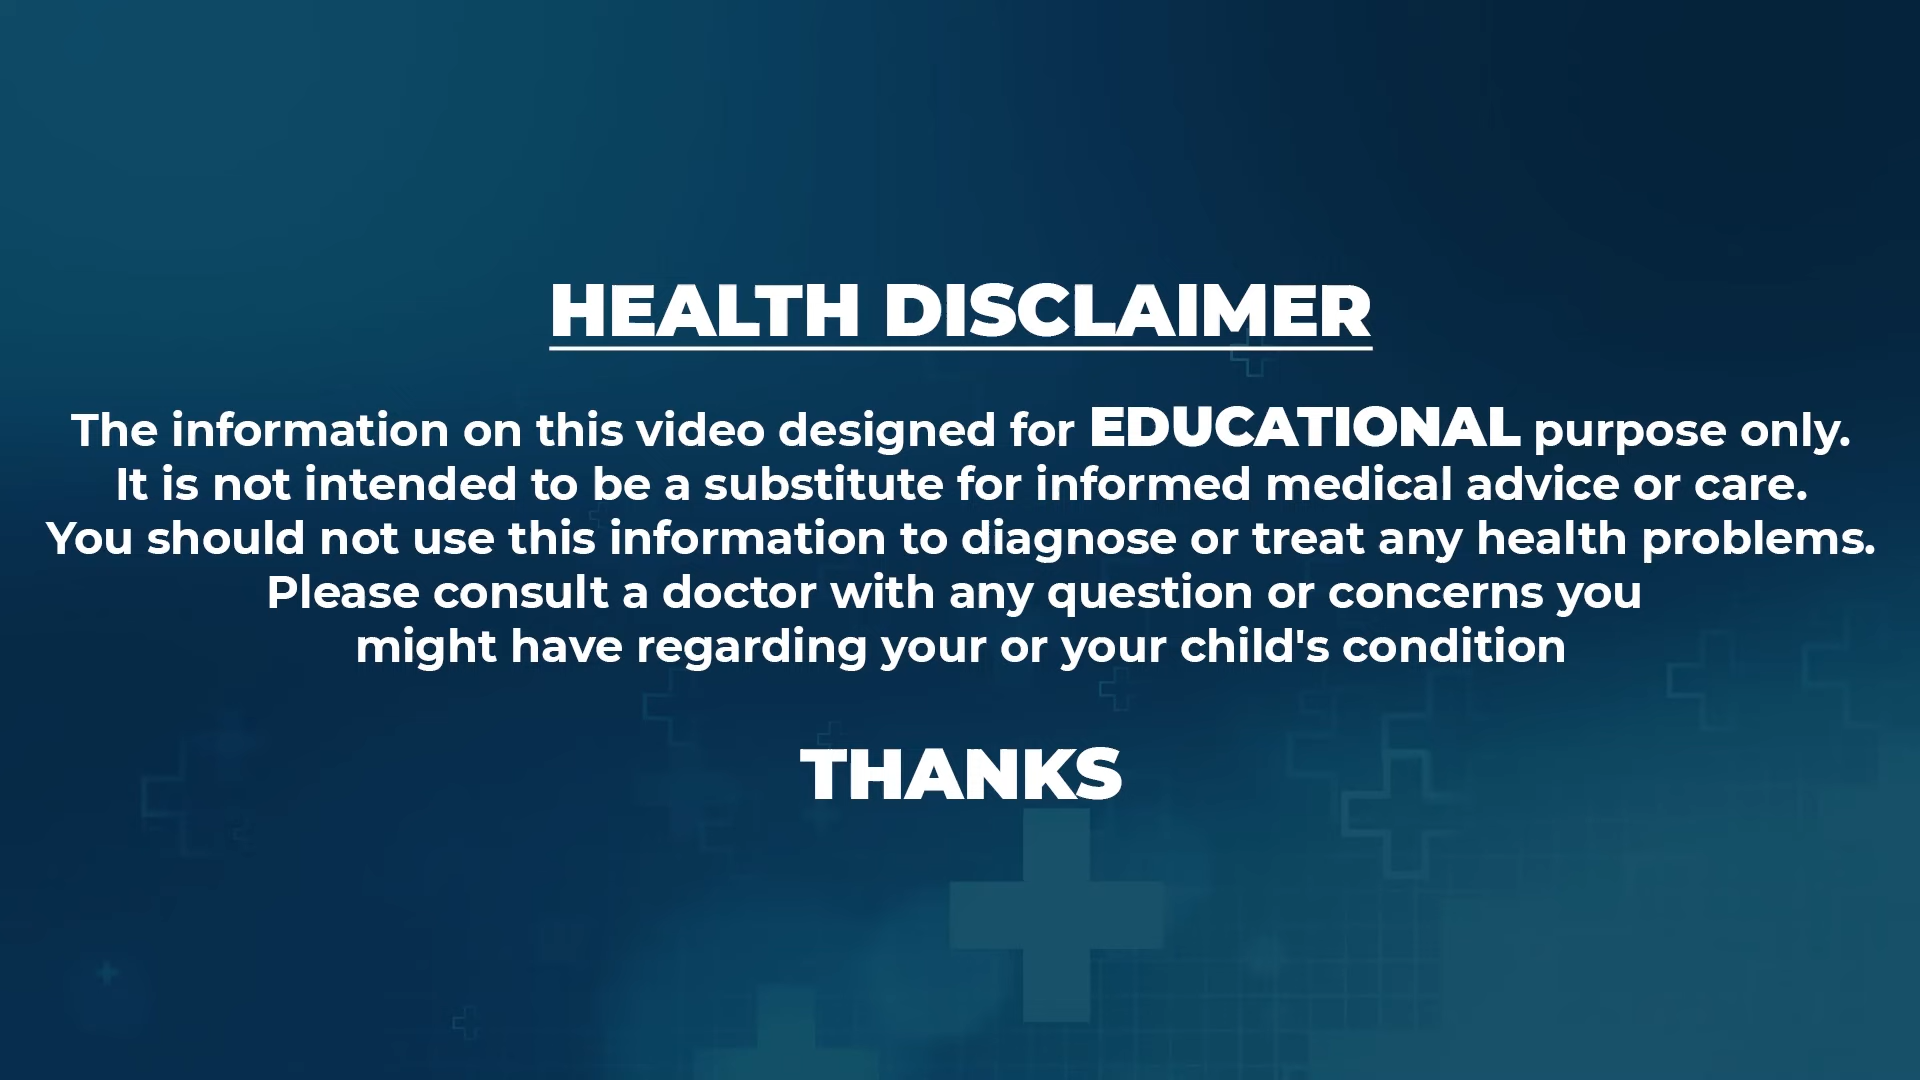 HEALTH DISCLAIMER
The information on this video designed for EDUCATIONAL purpose only.
It is not intended to be a substitute for informed medical advice or care.
You should not use this information to diagnose or treat any health problems.
Please consult a doctor with any question or concerns you
might have regarding your or your child's condition
THANKS